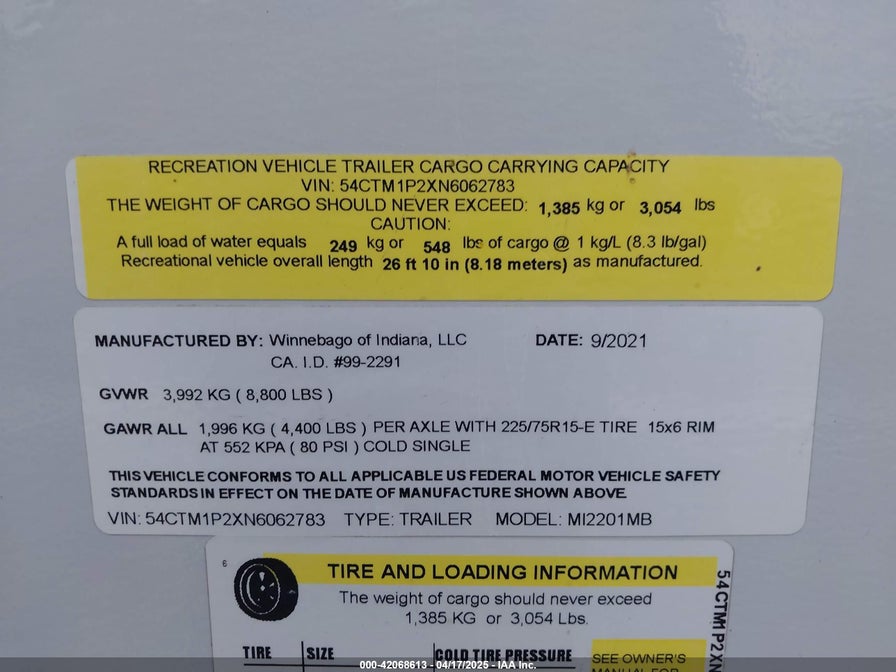 RECREATION VEHICLE TRAILER CARGO CARRYING CAPACITY
VIN: 54CTM1P2XN6062783
THE WEIGHT OF CARGO SHOULD NEVER EXCEED: 1,385 kg or 3,054 lbs
CAUTION:
A full load of water equals 249 kg or 548 lbs of cargo @ 1 kg/L (8.3 lb/gal)
Recreational vehicle overall length 26 ft 10 in (8.18 meters) as manufactured.
MANUFACTURED BY: Winnebago of Indiana, LLC DATE: 9/2021
CA. I.D. #99-2291
GVWR 3,992 KG ( 8,800 LBS )
GAWR ALL 1,996 KG ( 4,400 LBS ) PER AXLE WITH 225/75R15-E TIRE 15x6 RIM
AT 552 KPA ( 80 PSI ) COLD SINGLE
THIS VEHICLE CONFORMS TO ALL APPLICABLE US FEDERAL MOTOR VEHICLE SAFETY
STANDARDS IN EFFECT ON THE DATE OF MANUFACTURE SHOWN ABOVE.
VIN: 54CTM1P2XN6062783 TYPE: TRAILER MODEL: MI2201MB
6
TIRE AND LOADING INFORMATION
The weight of cargo should never exceed
1,385 KG or 3,054 Lbs.
54CTM1P2XN
TIRE SIZE COLD TIRE PRESSURE
SEE OWNER'S
MANUAL FOR
000-42068613 - 04/17/2025 - IAA Inc.